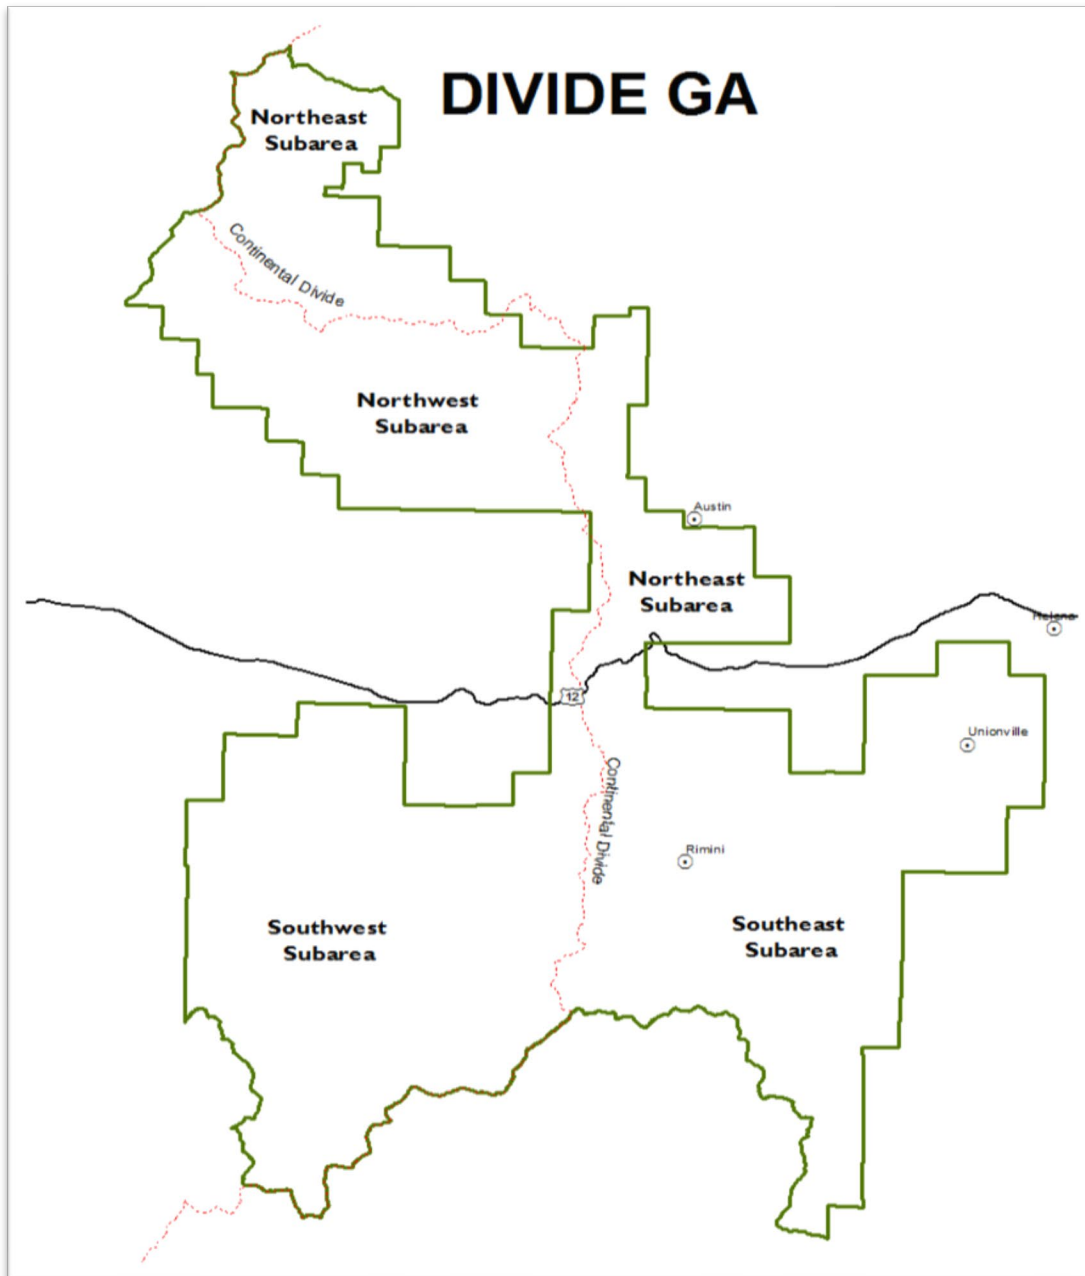 DIVIDE GA
Northeast
Subarea
Continental Divide
Northwest
Subarea
Austin
Northeast
Subarea
Helena
12
Unionville
Continental Divide
Rimini
Southwest
Subarea
Southeast
Subarea